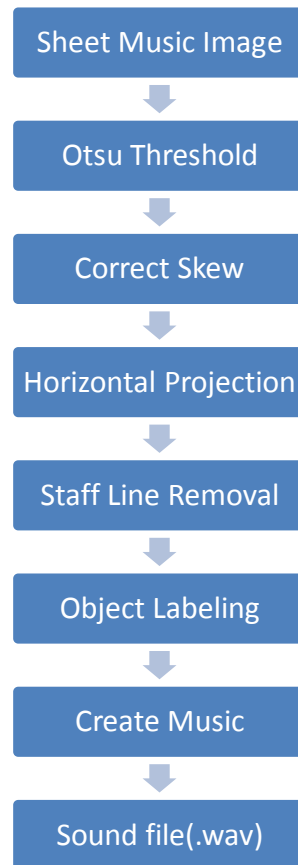 Sheet Music Image
Otsu Threshold
Correct Skew
Horizontal Projection
Staff Line Removal
Object Labeling
Create Music
Sound file(.wav)